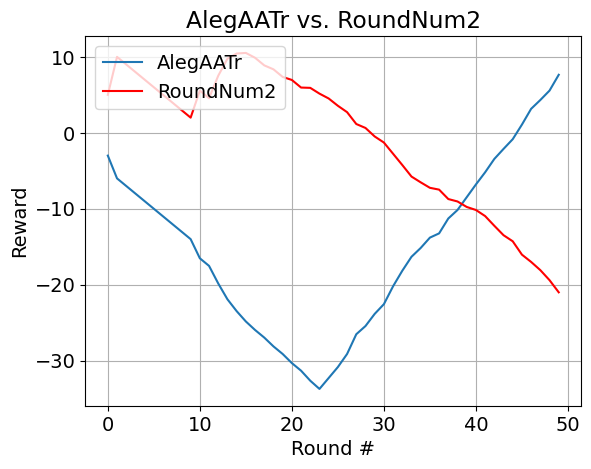 AlegAATr vs. RoundNum2
AlegAATr
RoundNum2
Reward
10
0
−10
−20
−30
0 10 20 30 40 50
Round #